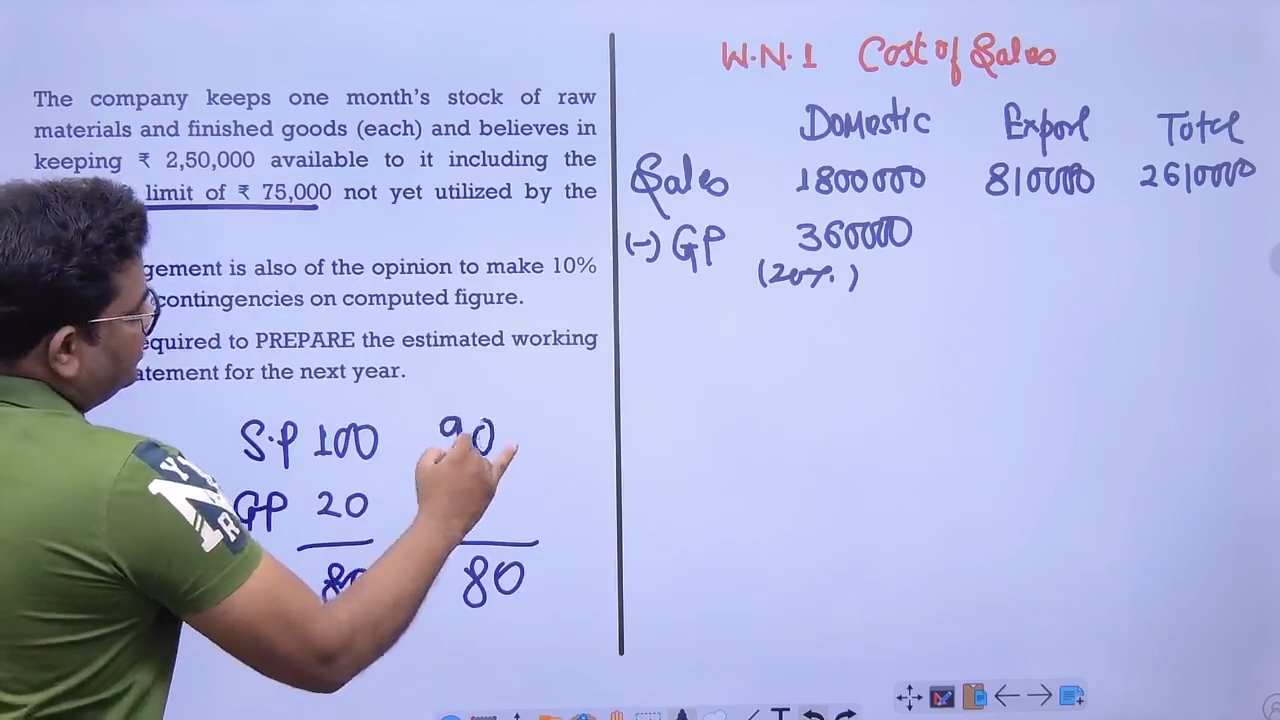 The company keeps one month's stock of raw
materials and finished goods (each) and believes in
keeping ₹ 2,50,000 available to it including the
limit of ₹ 75,000 not yet utilized by the
gement is also of the opinion to make 10%
contingencies on computed figure.
equired to PREPARE the estimated working
atement for the next year.
S.P 100 90
GP 20
80 80
W.N.1 Cost of Sales
Domestic Export Total
Sales 1800000 810000 2610000
(-) GP 360000
(20%.)
Y
N
R